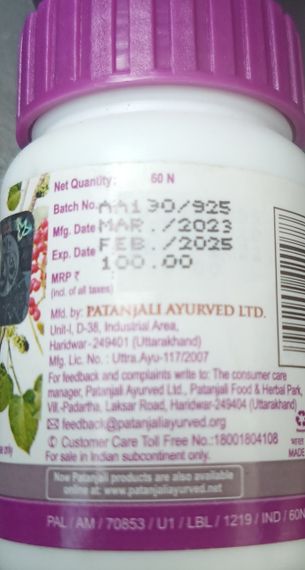 Net Quantity: 60 N
Batch No. AA130/925
Mfg. Date MAR./2023
Exp. Date FEB./2025
MRP ₹ : 100.00
(incl. of all taxes)
Mfd. by: PATANJALI AYURVED LTD.
Unit-I, D-38, Industrial Area,
Haridwar-249401 (Uttarakhand)
Mfg. Lic. No. : Uttra.Ayu-117/2007
For feedback and complaints write to: The consumer care
manager, Patanjali Ayurved Ltd., Patanjali Food & Herbal Park,
Vill.-Padartha, Laksar Road, Haridwar-249404 (Uttarakhand)
feedback@patanjaliayurved.org
Customer Care Toll Free No.:18001804108
For sale in Indian subcontinent only.
Now Patanjali products are also available
online at: www.patanjaliayurved.net
PAL / AM / 70853 / U1 / LBL / 1219 / IND / 60N
MADE